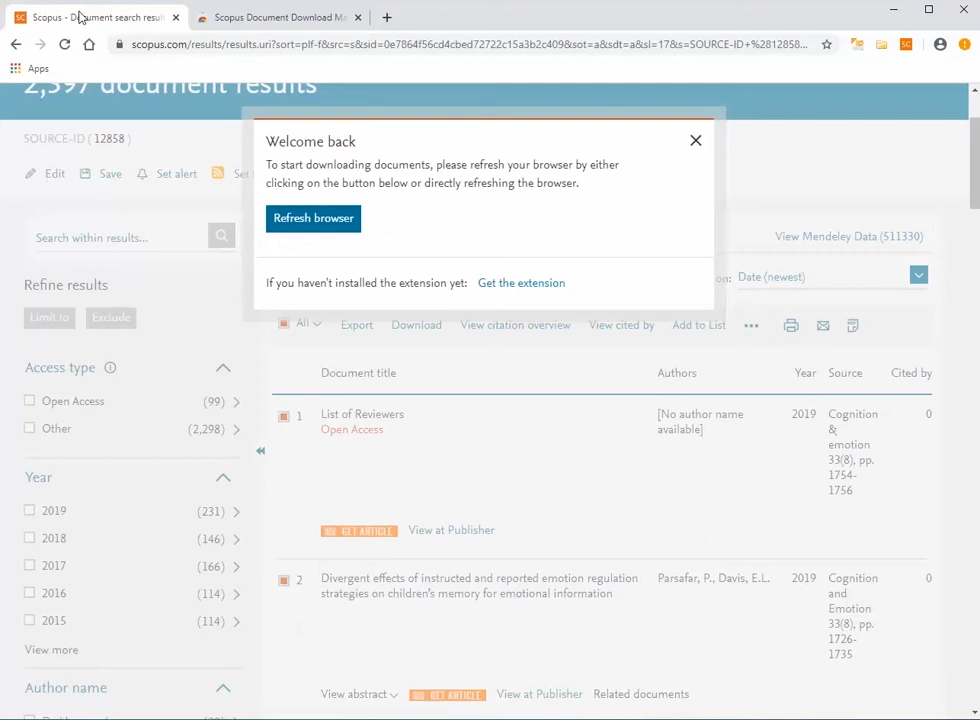 SC Scopus - Document search result
Scopus Document Download Ma
scopus.com/results/results.uri?sort=plf-f&src=s&sid=0e7864f56cd4cbed72722c3a3b2c409&sot=a&sdt=a&sl=17&s=SOURCE-ID+%2812858...
SC
Apps
2,397 document results
SOURCE-ID ( 12858 )
Edit Save Set alert Set
Welcome back
To start downloading documents, please refresh your browser by either
clicking on the button below or directly refreshing the browser.
Refresh browser
If you haven't installed the extension yet: Get the extension
Search within results...
View Mendeley Data (511330)
Refine results
on: Date (newest)
Limit to Exclude
All Export Download View citation overview View cited by Add to List •••
Access type
Open Access (99)
Other (2,298)
Year
2019 (231)
2018 (146)
2017 (166)
2016 (114)
2015 (114)
View more
Author name
Document title Authors Year Source Cited by
1 List of Reviewers
Open Access
[No author name
available]
2019
Cognition
&
emotion
33(8), pp.
1754-
1756
0
GET ARTICLE View at Publisher
2 Divergent effects of instructed and reported emotion regulation
strategies on children's memory for emotional information
Parsafar, P., Davis, E.L.
2019
Cognition
and
Emotion
33(8), pp.
1726-
1735
0
View abstract GET ARTICLE View at Publisher Related documents